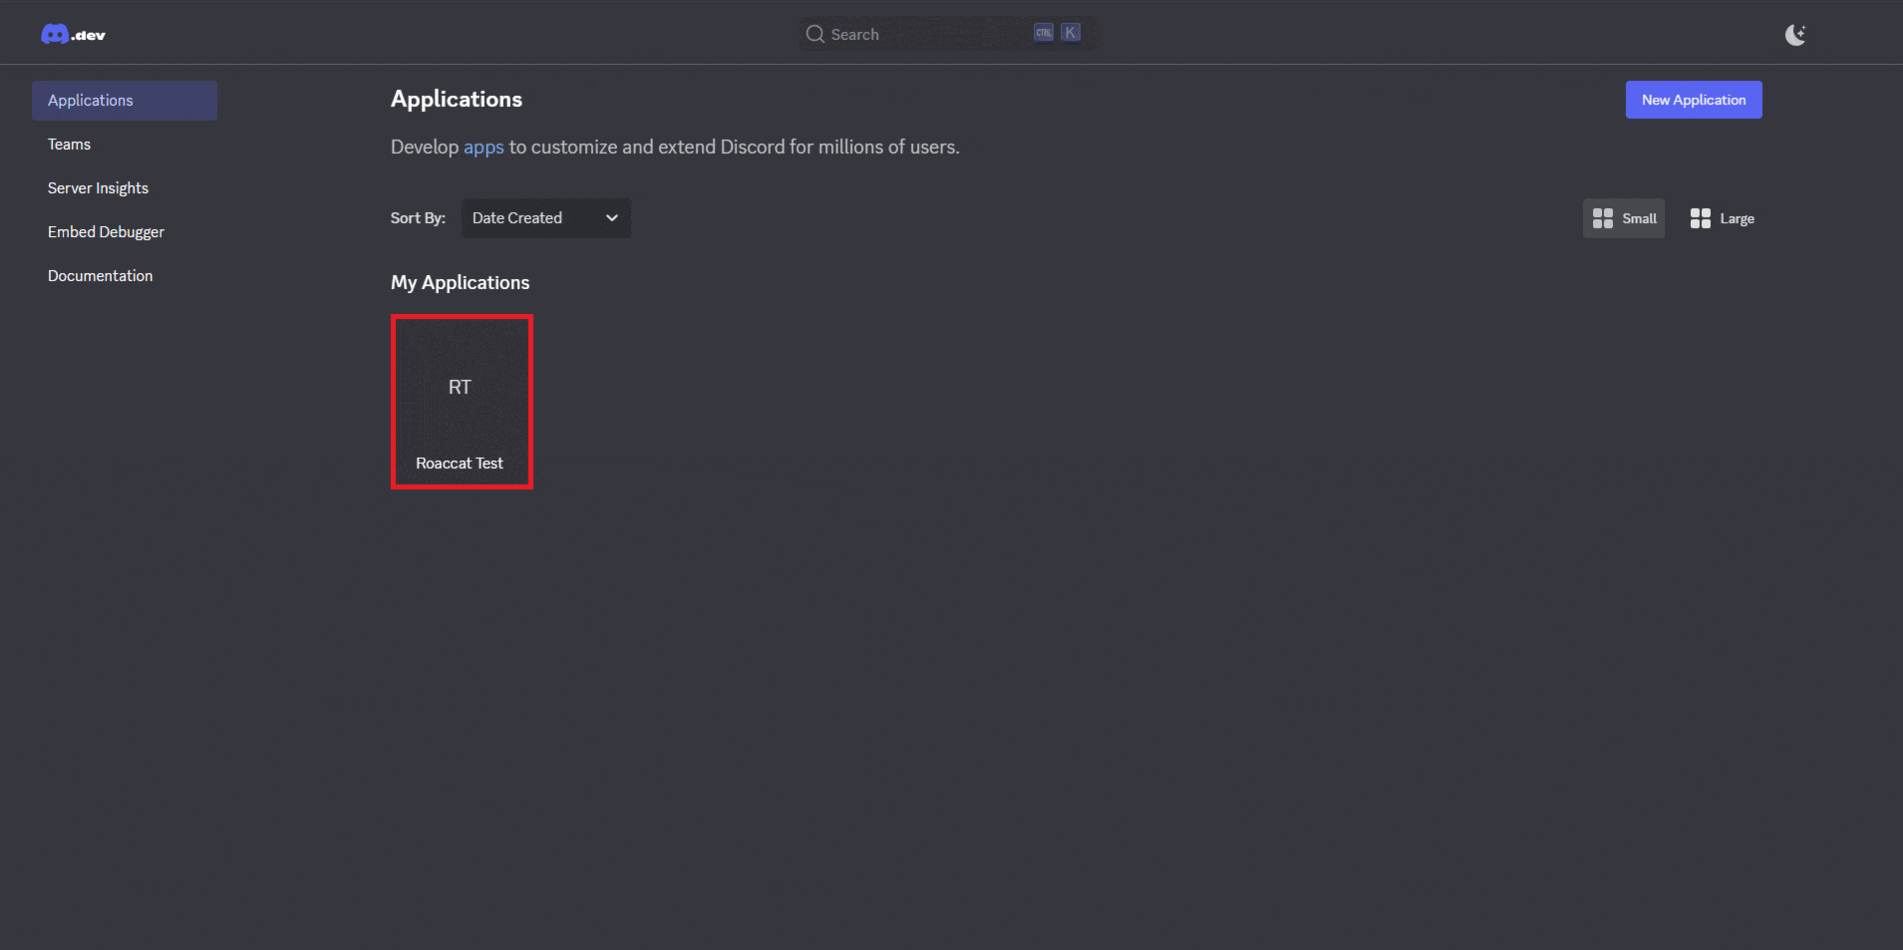 .dev
Search
CTRL K
Applications
Teams
Server Insights
Embed Debugger
Documentation
Applications
New Application
Develop apps to customize and extend Discord for millions of users.
Sort By: Date Created
Small Large
My Applications
RT
Roaccat Test